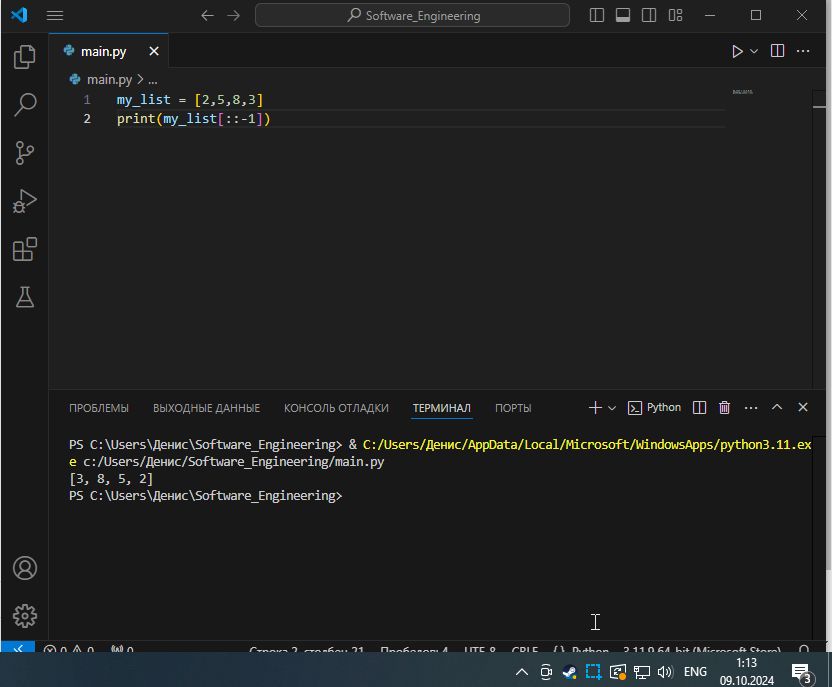 Software_Engineering
main.py
main.py > ...
1 my_list = [2,5,8,3]
2 print(my_list[::-1])
ПРОБЛЕМЫ ВЫХОДНЫЕ ДАННЫЕ КОНСОЛЬ ОТЛАДКИ ТЕРМИНАЛ ПОРТЫ Python
PS C:\Users\Денис\Software_Engineering> & C:/Users/Денис/AppData/Local/Microsoft/WindowsApps/python3.11.ex
e c:/Users/Денис/Software_Engineering/main.py
[3, 8, 5, 2]
PS C:\Users\Денис\Software_Engineering>
0 0 0 Строка 2, столбец 21 Пробелов: 4 UTF-8 CRLF {} Python 3.11.9 64-bit (Microsoft Store)
ENG 1:13
09.10.2024 3